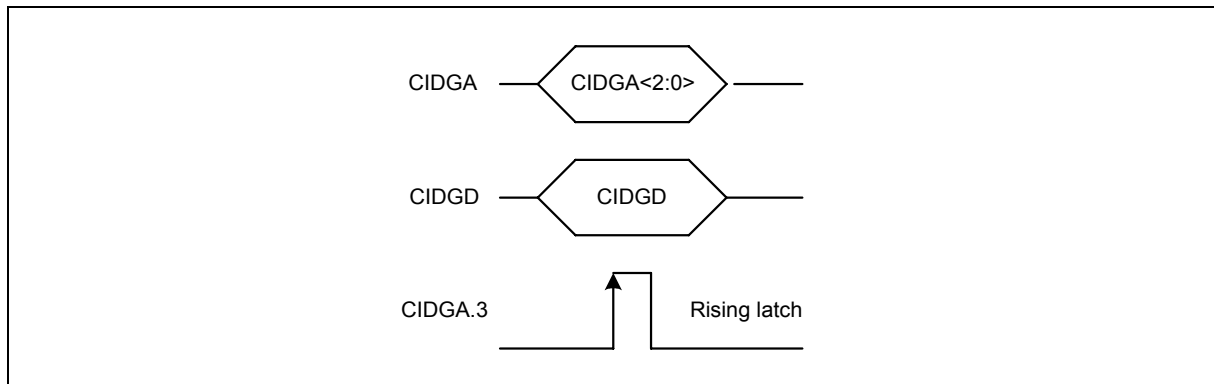 CIDGA
CIDGA<2:0>
CIDGD
CIDGD
CIDGA.3
Rising latch